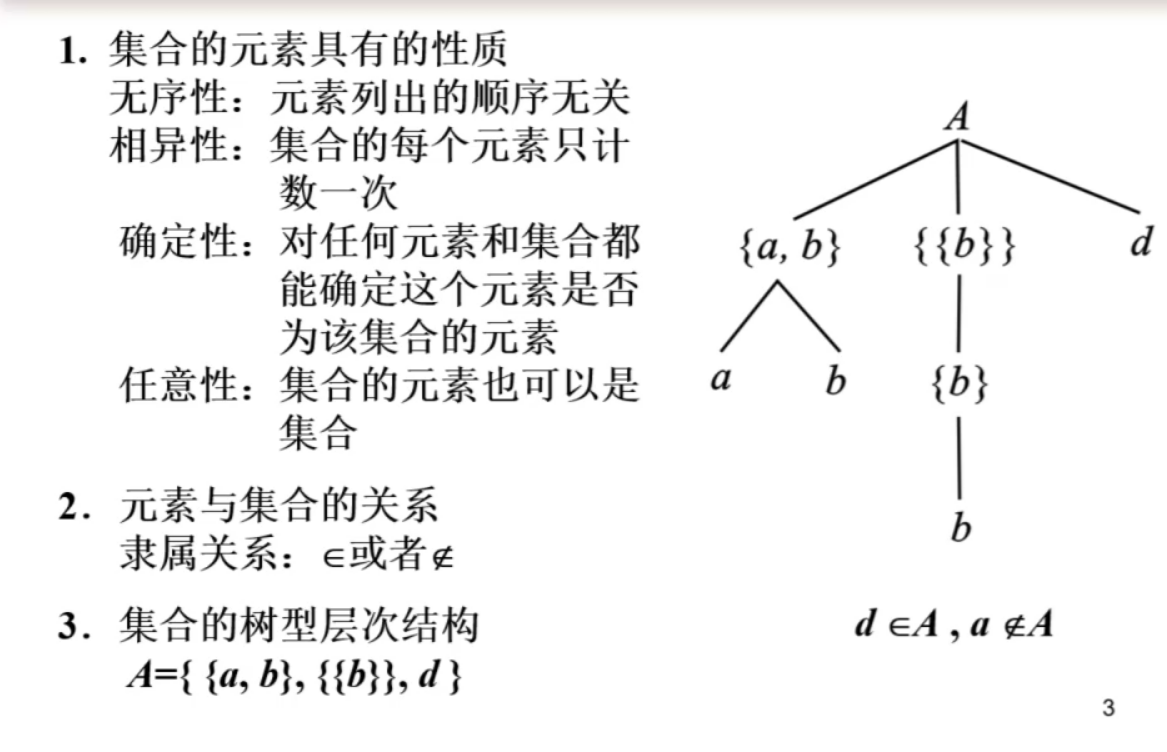 1. 集合的元素具有的性质
无序性：元素列出的顺序无关
相异性：集合的每个元素只计
数一次
确定性：对任何元素和集合都
能确定这个元素是否
为该集合的元素
任意性：集合的元素也可以是
集合
2. 元素与集合的关系
隶属关系：∈或者∉
3. 集合的树型层次结构
A={ {a, b}, {{b}}, d }
A
{a, b} {{b}} d
a b {b}
b
d ∈A , a ∉A
3